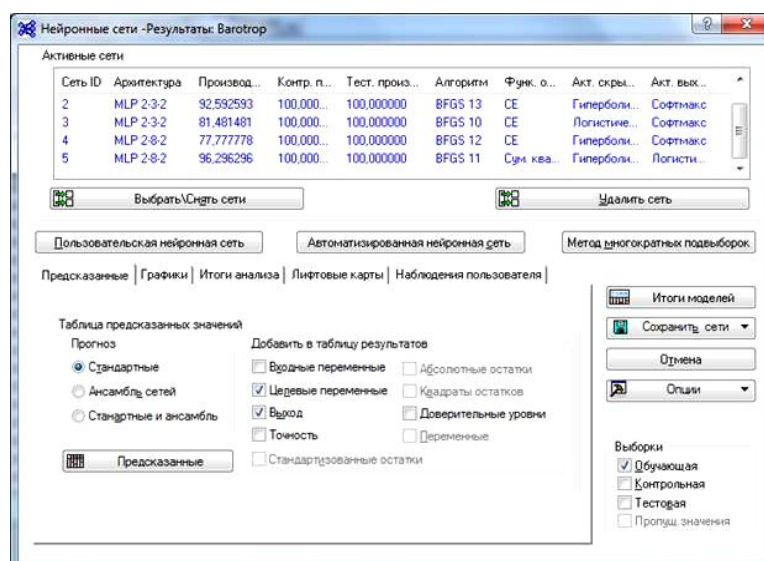 Нейронные сети -Результаты: Barotrop
Активные сети
Сеть ID Архитектура Производ... Контр. п... Тест. произ... Алгоритм Функ. о... Акт. скры... Акт. вых...
2 MLP 2-3-2 92,592593 100,000... 100,000000 BFGS 13 CE Гиперболи... Софтмакс
3 MLP 2-3-2 81,481481 100,000... 100,000000 BFGS 10 CE Логистиче... Софтмакс
4 MLP 2-8-2 77,777778 100,000... 100,000000 BFGS 12 CE Гиперболи... Софтмакс
5 MLP 2-8-2 96,296296 100,000... 100,000000 BFGS 11 Сум. ква... Гиперболи... Логисти...
Выбрать\Снять сети
Удалить сеть
Пользовательская нейронная сеть
Автоматизированная нейронная сеть
Метод многократных подвыборок
Предсказанные Графики Итоги анализа Лифтовые карты Наблюдения пользователя
Таблица предсказанных значений
Прогноз
Стандартные
Ансамбль сетей
Станартные и ансамбль
Предсказанные
Добавить в таблицу результатов
Входные переменные
Целевые переменные
Выход
Точность
Стандартизованные остатки
Абсолютные остатки
Квадраты остатков
Доверительные уровни
Переменные
Итоги моделей
Сохранить сети
Отмена
Опции
Выборки
Обучающая
Контрольная
Тестовая
Пропущ. значения